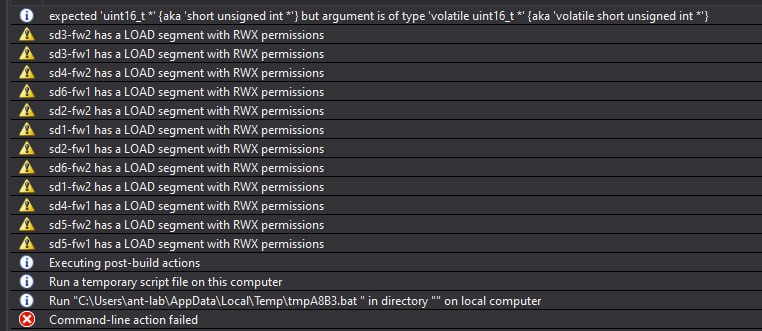 expected 'uint16_t *' {aka 'short unsigned int *'} but argument is of type 'volatile uint16_t *' {aka 'volatile short unsigned int *'}
sd3-fw2 has a LOAD segment with RWX permissions
sd3-fw1 has a LOAD segment with RWX permissions
sd4-fw2 has a LOAD segment with RWX permissions
sd6-fw1 has a LOAD segment with RWX permissions
sd2-fw2 has a LOAD segment with RWX permissions
sd1-fw1 has a LOAD segment with RWX permissions
sd2-fw1 has a LOAD segment with RWX permissions
sd6-fw2 has a LOAD segment with RWX permissions
sd1-fw2 has a LOAD segment with RWX permissions
sd4-fw1 has a LOAD segment with RWX permissions
sd5-fw2 has a LOAD segment with RWX permissions
sd5-fw1 has a LOAD segment with RWX permissions
Executing post-build actions
Run a temporary script file on this computer
Run "C:\Users\ant-lab\AppData\Local\Temp\tmpA8B3.bat " in directory "" on local computer
Command-line action failed